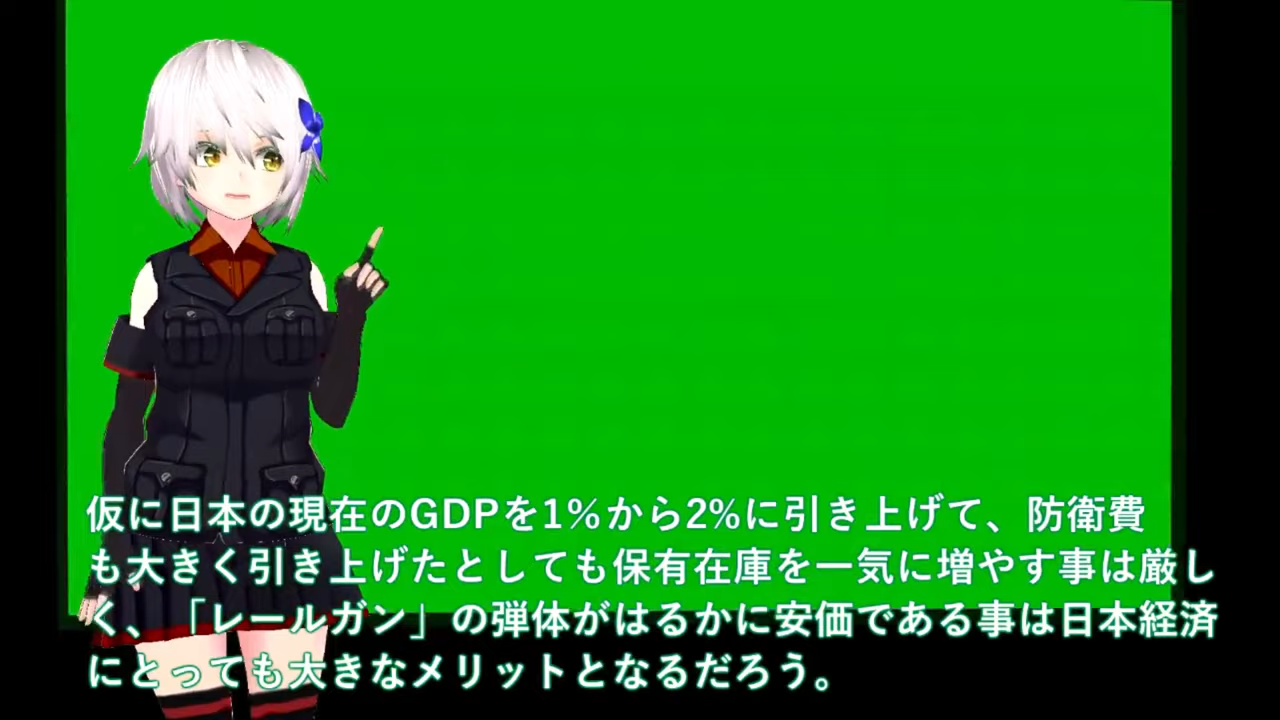 仮に日本の現在のGDPを1%から2%に引き上げて、防衛費
も大きく引き上げたとしても保有在庫を一気に増やす事は厳し
く、「レールガン」の弾体がはるかに安価である事は日本経済
にとっても大きなメリットとなるだろう。